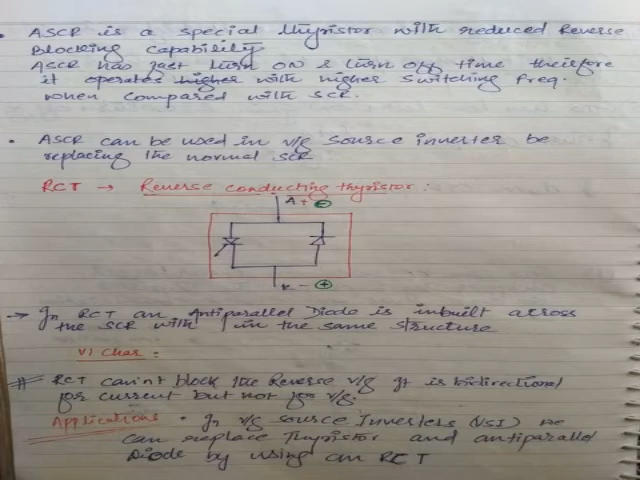 • ASCR is a special thyristor with reduced Reverse
Blocking Capability
ASCR has fast turn ON & turn off time therefore
it operates higher with higher switching freq.
when compared with SCR.
• ASCR can be used in v/g source inverter be
replacing the normal SCR
RCT → Reverse conducting thyristor :
A + ⊖
K - ⊕
→ In RCT an Antiparallel Diode is inbuilt across
the SCR with in the same structure
VI Char :
# RCT can't block the Reverse v/g It is bidirectional
for current but not for v/g.
Applications • In v/g source Inverters (VSI) we
can replace Thyristor and antiparallel
Diode by using an RCT